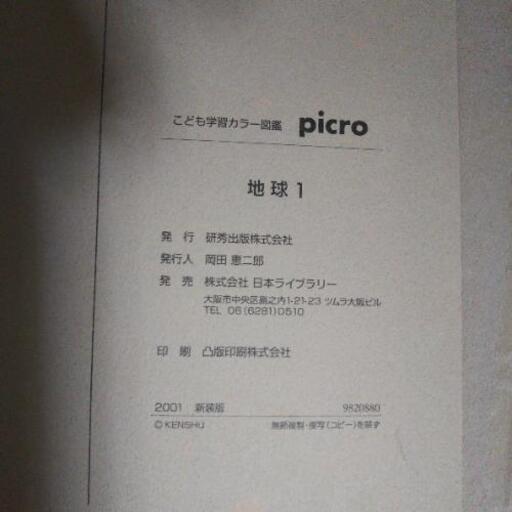 こども学習カラー図鑑 picro
地球 1
発 行 研秀出版株式会社
発行人 岡田 恵二郎
発 売 株式会社 日本ライブラリー
大阪市中央区島之内1-21-23 ツムラ大阪ビル
TEL 06(6281)0510
印 刷 凸版印刷株式会社
2001 新装版 9820880
©KENSHU 無断複製・複写(コピー)を禁ず